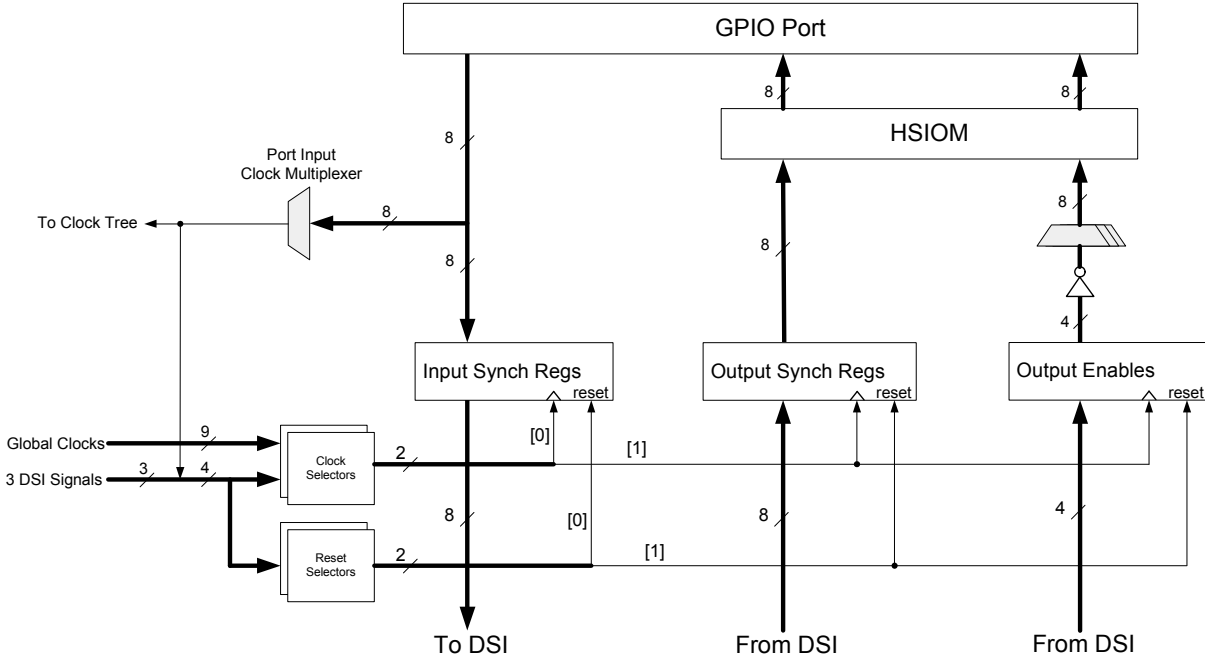 GPIO Port
8
8
HSIOM
8
Port Input
Clock Multiplexer
8
8
To Clock Tree
8
8
4
Input Synch Regs
reset
Output Synch Regs
reset
Output Enables
reset
Global Clocks
9
[0]
[1]
2
Clock
Selectors
3 DSI Signals
3
4
8
[0]
8
4
Reset
Selectors
2
[1]
To DSI
From DSI
From DSI